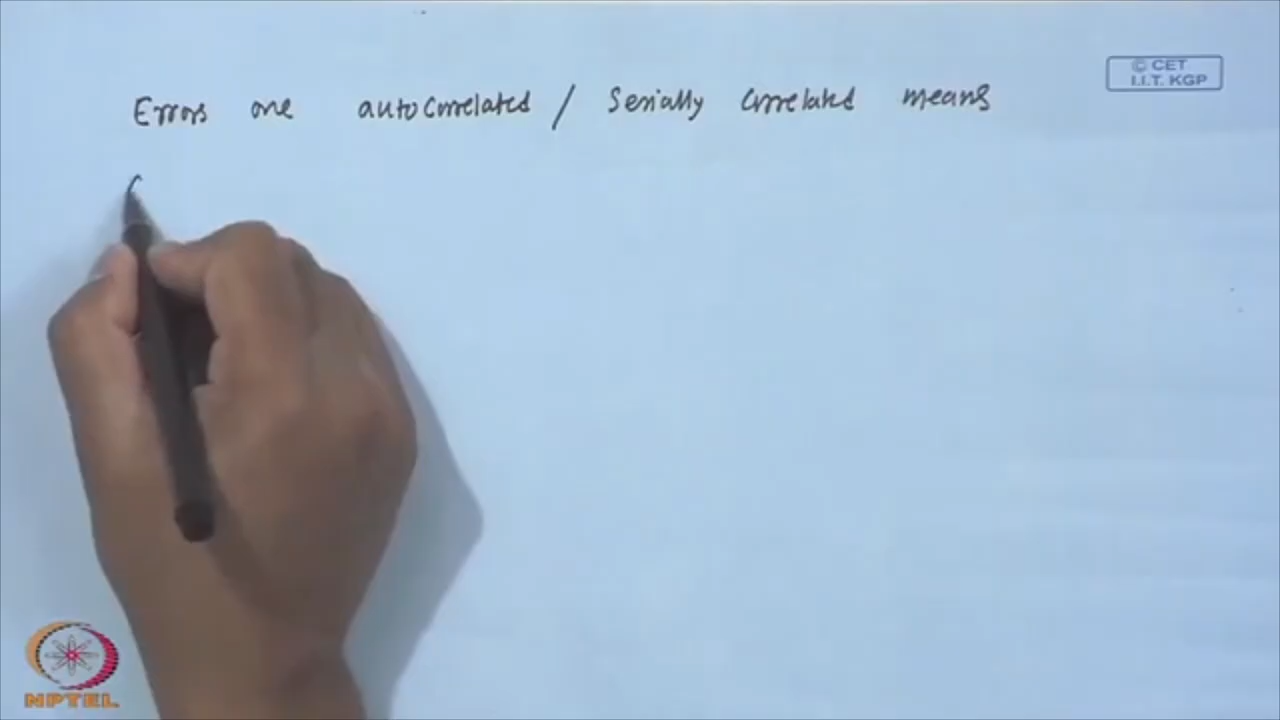 Errors are autocorrelated / Serially correlated means
© CET
I.I.T. KGP
NPTEL